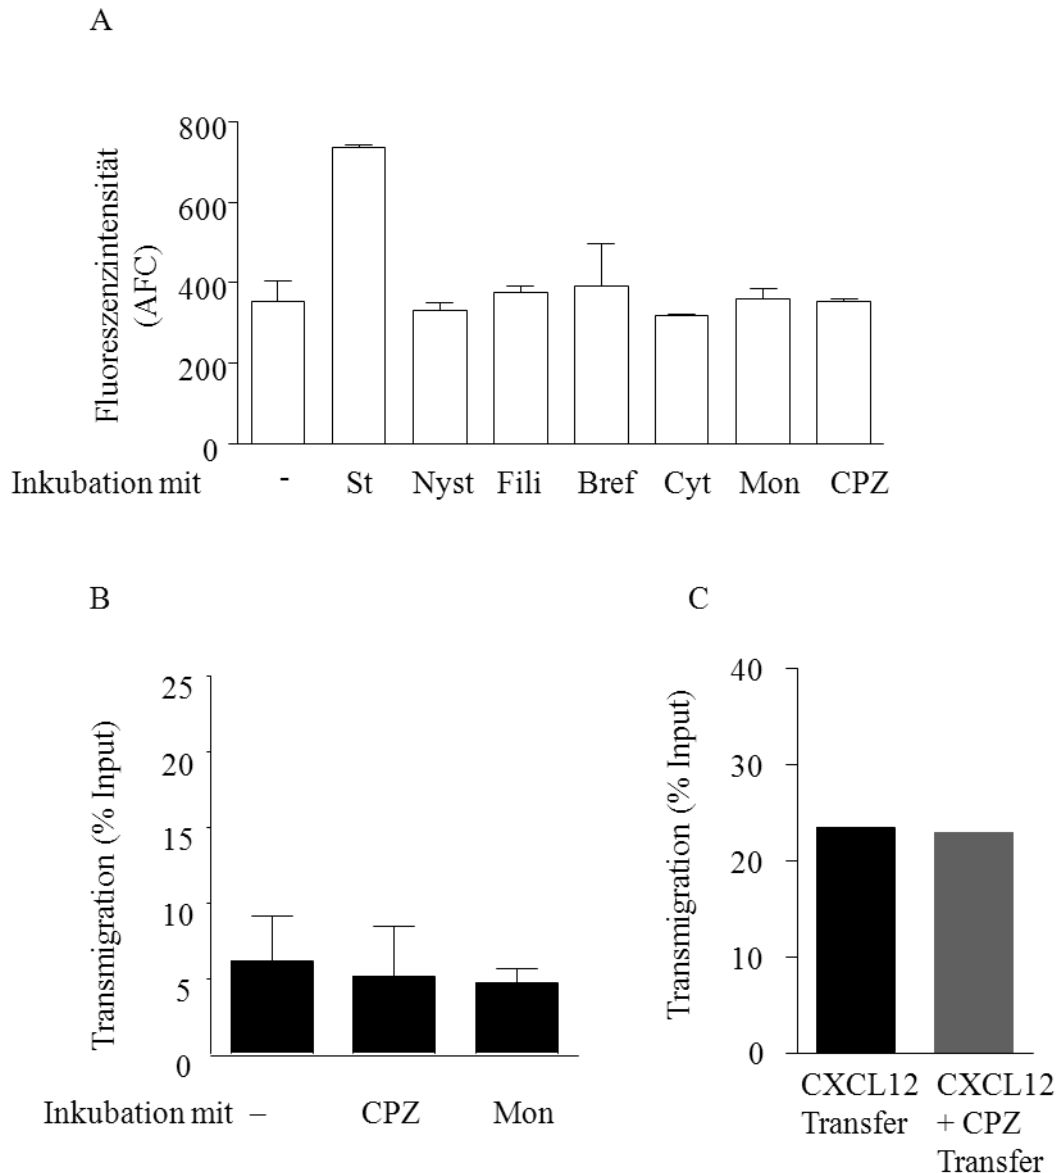 A
Fluoreszenzintensität
(AFC)
800
600
400
200
0
Inkubation mit - St Nyst Fili Bref Cyt Mon CPZ
B
Transmigration (% Input)
25
20
15
10
5
0
Inkubation mit – CPZ Mon
C
Transmigration (% Input)
40
30
20
10
0
CXCL12
Transfer
CXCL12
+ CPZ
Transfer